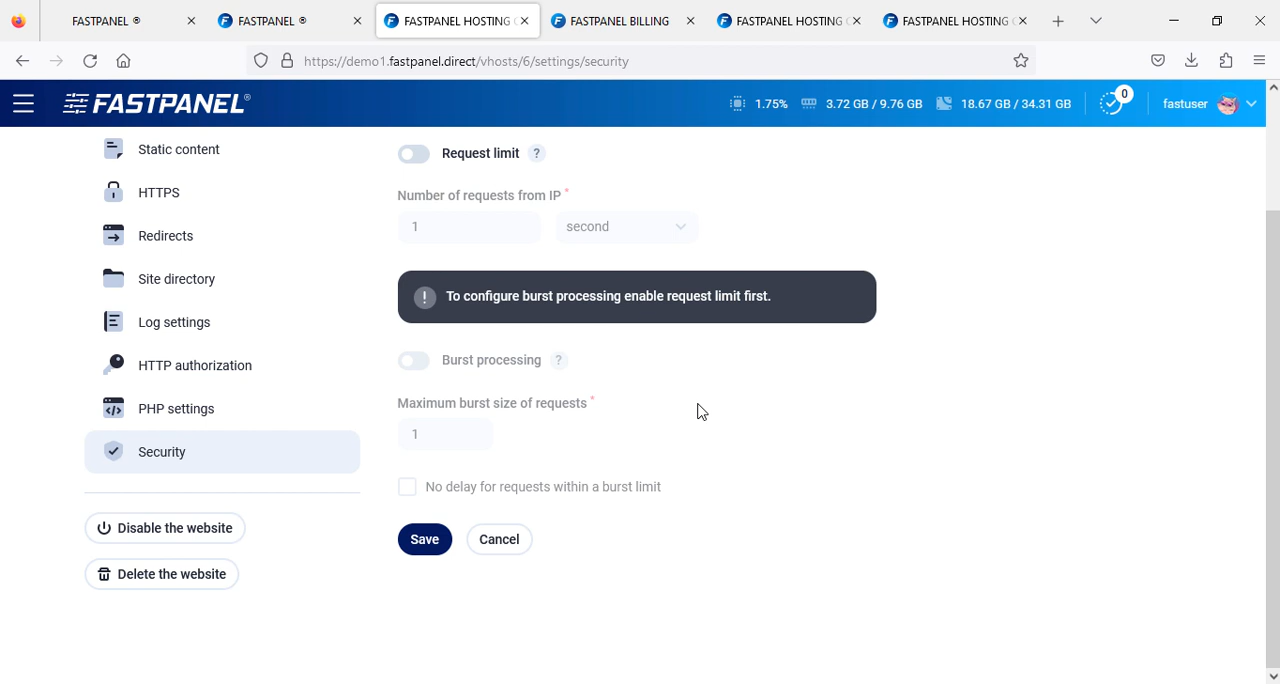 FASTPANEL ®
FASTPANEL ®
FASTPANEL HOSTING
FASTPANEL BILLING
FASTPANEL HOSTING
FASTPANEL HOSTING
https://demo1.fastpanel.direct/vhosts/6/settings/security
FASTPANEL®
1.75%
3.72 GB / 9.76 GB
18.67 GB / 34.31 GB
0
fastuser
Static content
HTTPS
Redirects
Site directory
Log settings
HTTP authorization
PHP settings
Security
Disable the website
Delete the website
Request limit ?
Number of requests from IP *
1
second
! To configure burst processing enable request limit first.
Burst processing ?
Maximum burst size of requests *
1
No delay for requests within a burst limit
Save
Cancel